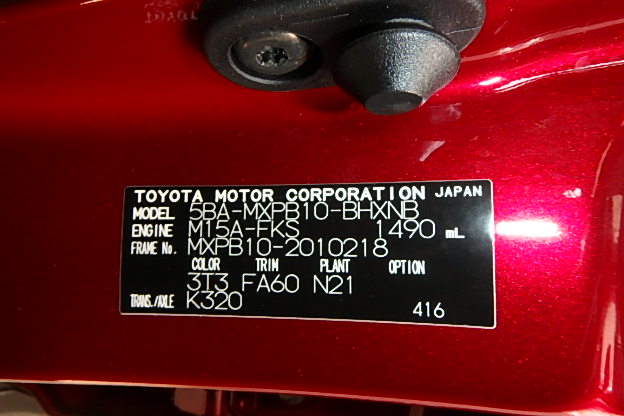 TOYOTA MOTOR CORPORATION JAPAN
MODEL 5BA-MXPB10-BHXNB
ENGINE M15A-FKS 1490 mL
FRAME No. MXPB10-2010218
COLOR TRIM PLANT OPTION
3T3 FA60 N21
TRANS./AXLE K320
416